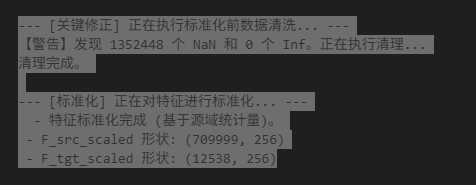 --- [关键修正] 正在执行标准化前数据清洗... ---
【警告】发现 1352448 个 NaN 和 0 个 Inf。正在执行清理...
清理完成。
--- [标准化] 正在对特征进行标准化... ---
- 特征标准化完成 (基于源域统计量)。
- F_src_scaled 形状: (709999, 256)
- F_tgt_scaled 形状: (12538, 256)